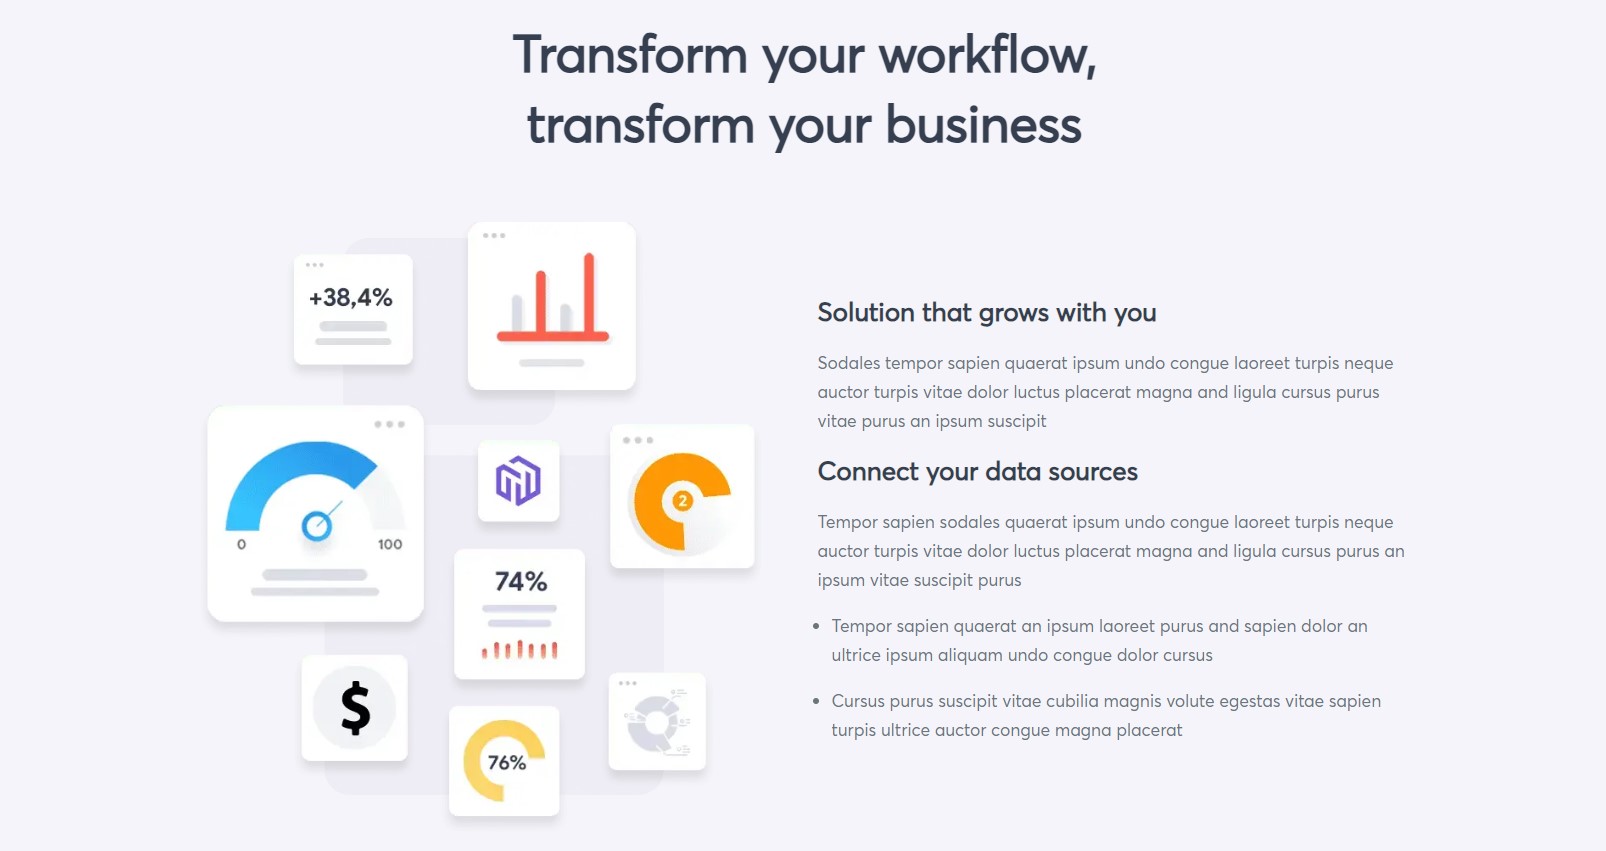 Transform your workflow,
transform your business
+38,4%
0
100
2
74%
$
76%
Solution that grows with you
Sodales tempor sapien quaerat ipsum undo congue laoreet turpis neque
auctor turpis vitae dolor luctus placerat magna and ligula cursus purus
vitae purus an ipsum suscipit
Connect your data sources
Tempor sapien sodales quaerat ipsum undo congue laoreet turpis neque
auctor turpis vitae dolor luctus placerat magna and ligula cursus purus an
ipsum vitae suscipit purus
• Tempor sapien quaerat an ipsum laoreet purus and sapien dolor an
ultrice ipsum aliquam undo congue dolor cursus
• Cursus purus suscipit vitae cubilia magnis volute egestas vitae sapien
turpis ultrice auctor congue magna placerat